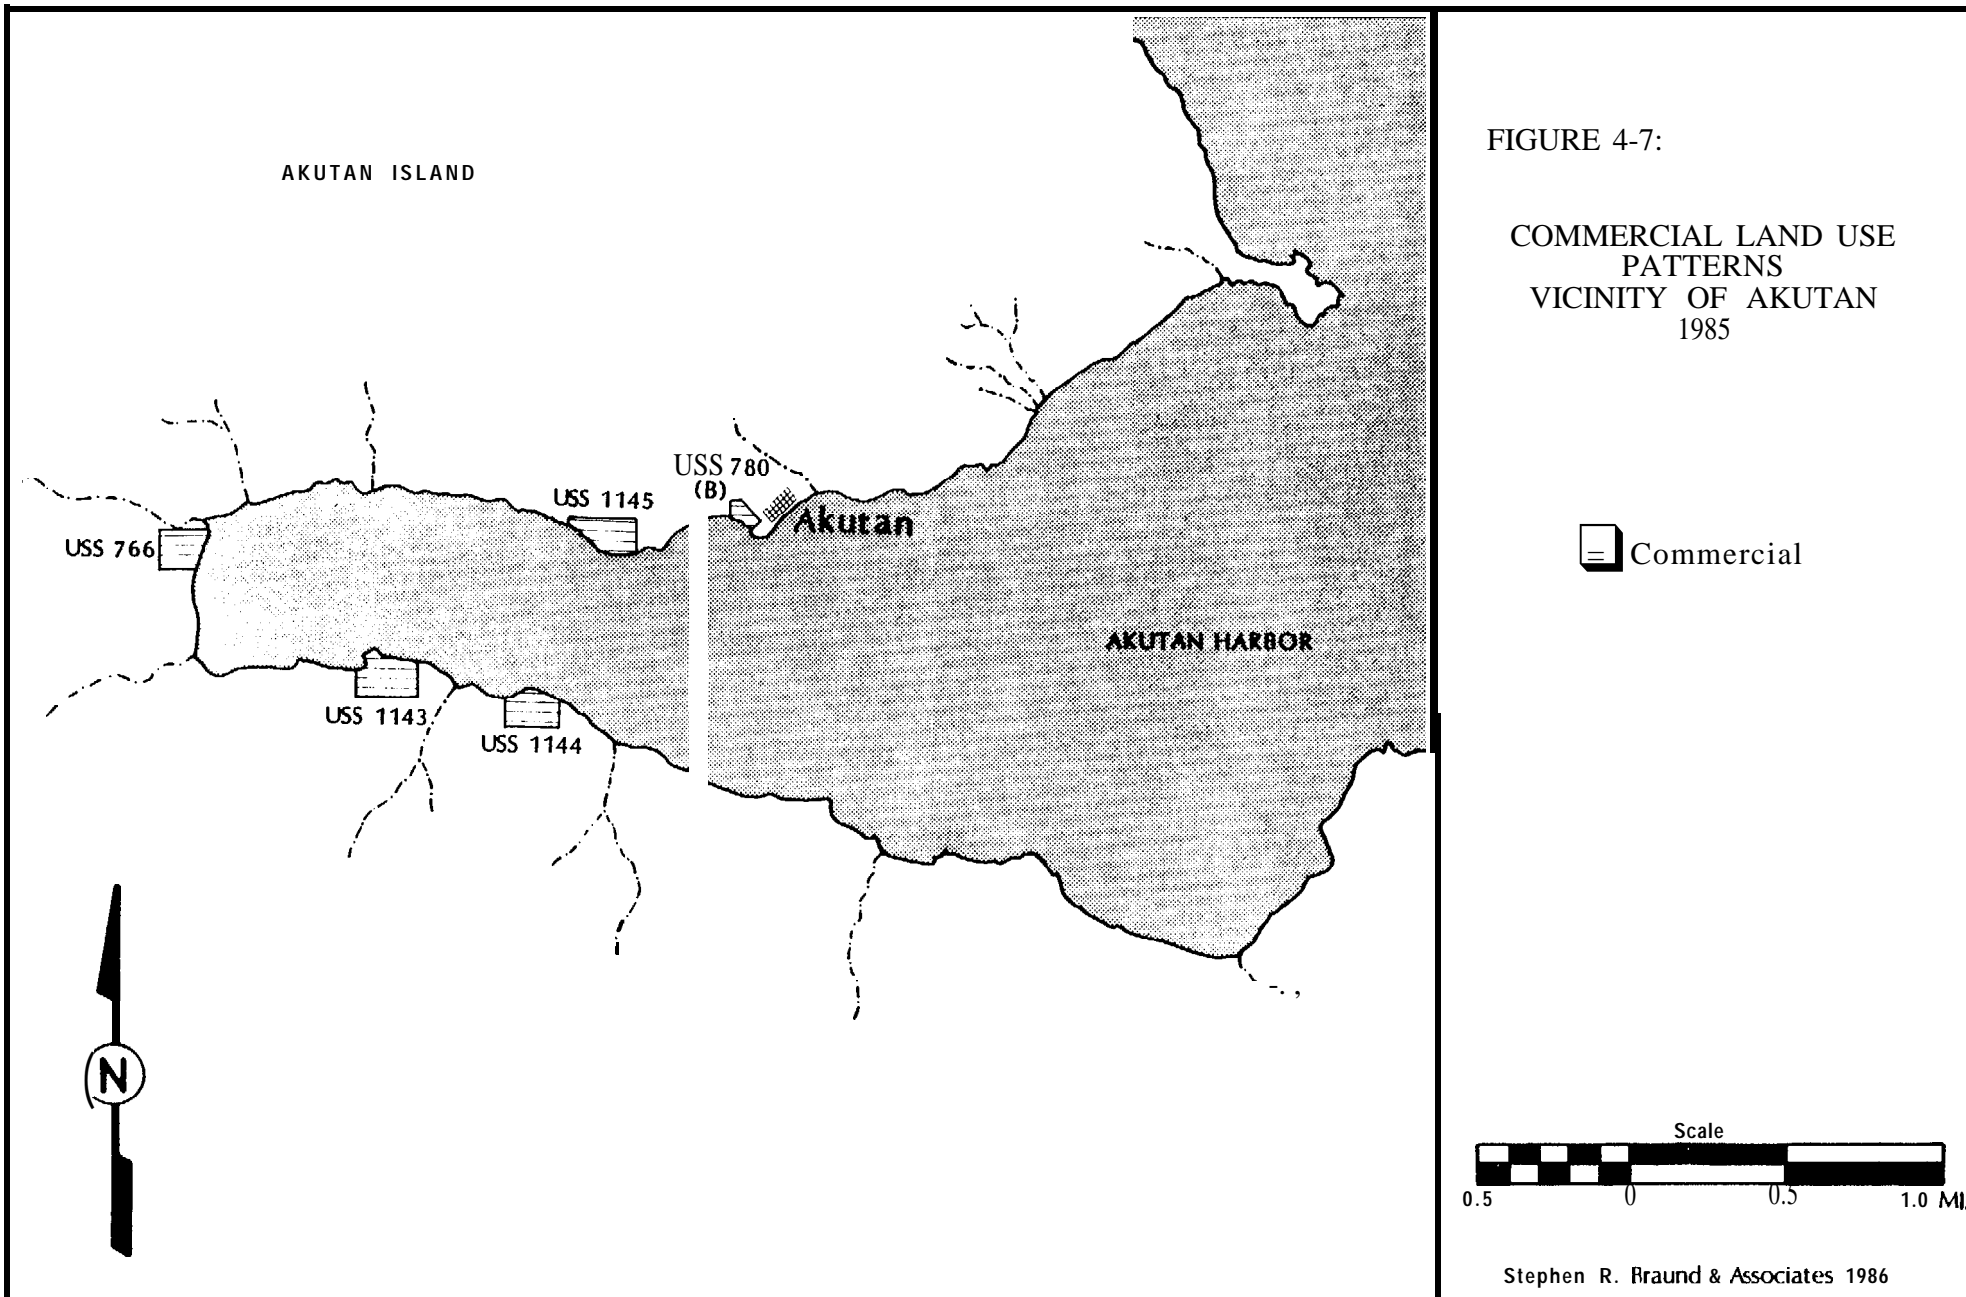 AKUTAN ISLAND
FIGURE 4-7:
COMMERCIAL LAND USE
PATTERNS
VICINITY OF AKUTAN
1985
USS 780
(B)
USS 1145
Akutan
USS 766
Commercial
AKUTAN HARBOR
USS 1143
USS 1144
N
Scale
0.5 0 0.5 1.0 MI.
Stephen R. Braund & Associates 1986